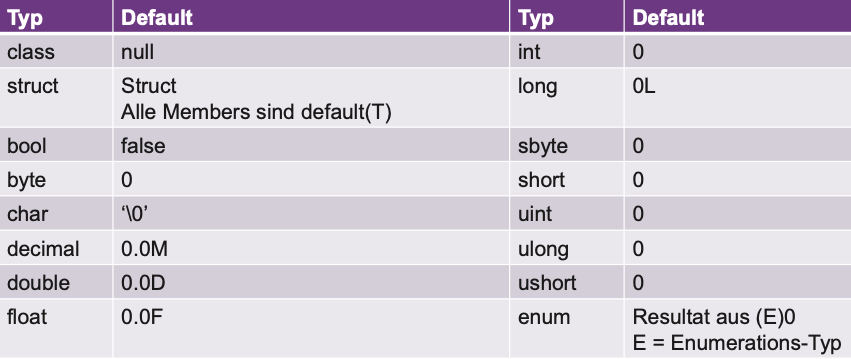 Typ Default Typ Default
class null int 0
struct Struct long 0L
Alle Members sind default(T)
bool false sbyte 0
byte 0 short 0
char ‘\0’ uint 0
decimal 0.0M ulong 0
double 0.0D ushort 0
float 0.0F enum Resultat aus (E)0
E = Enumerations-Typ